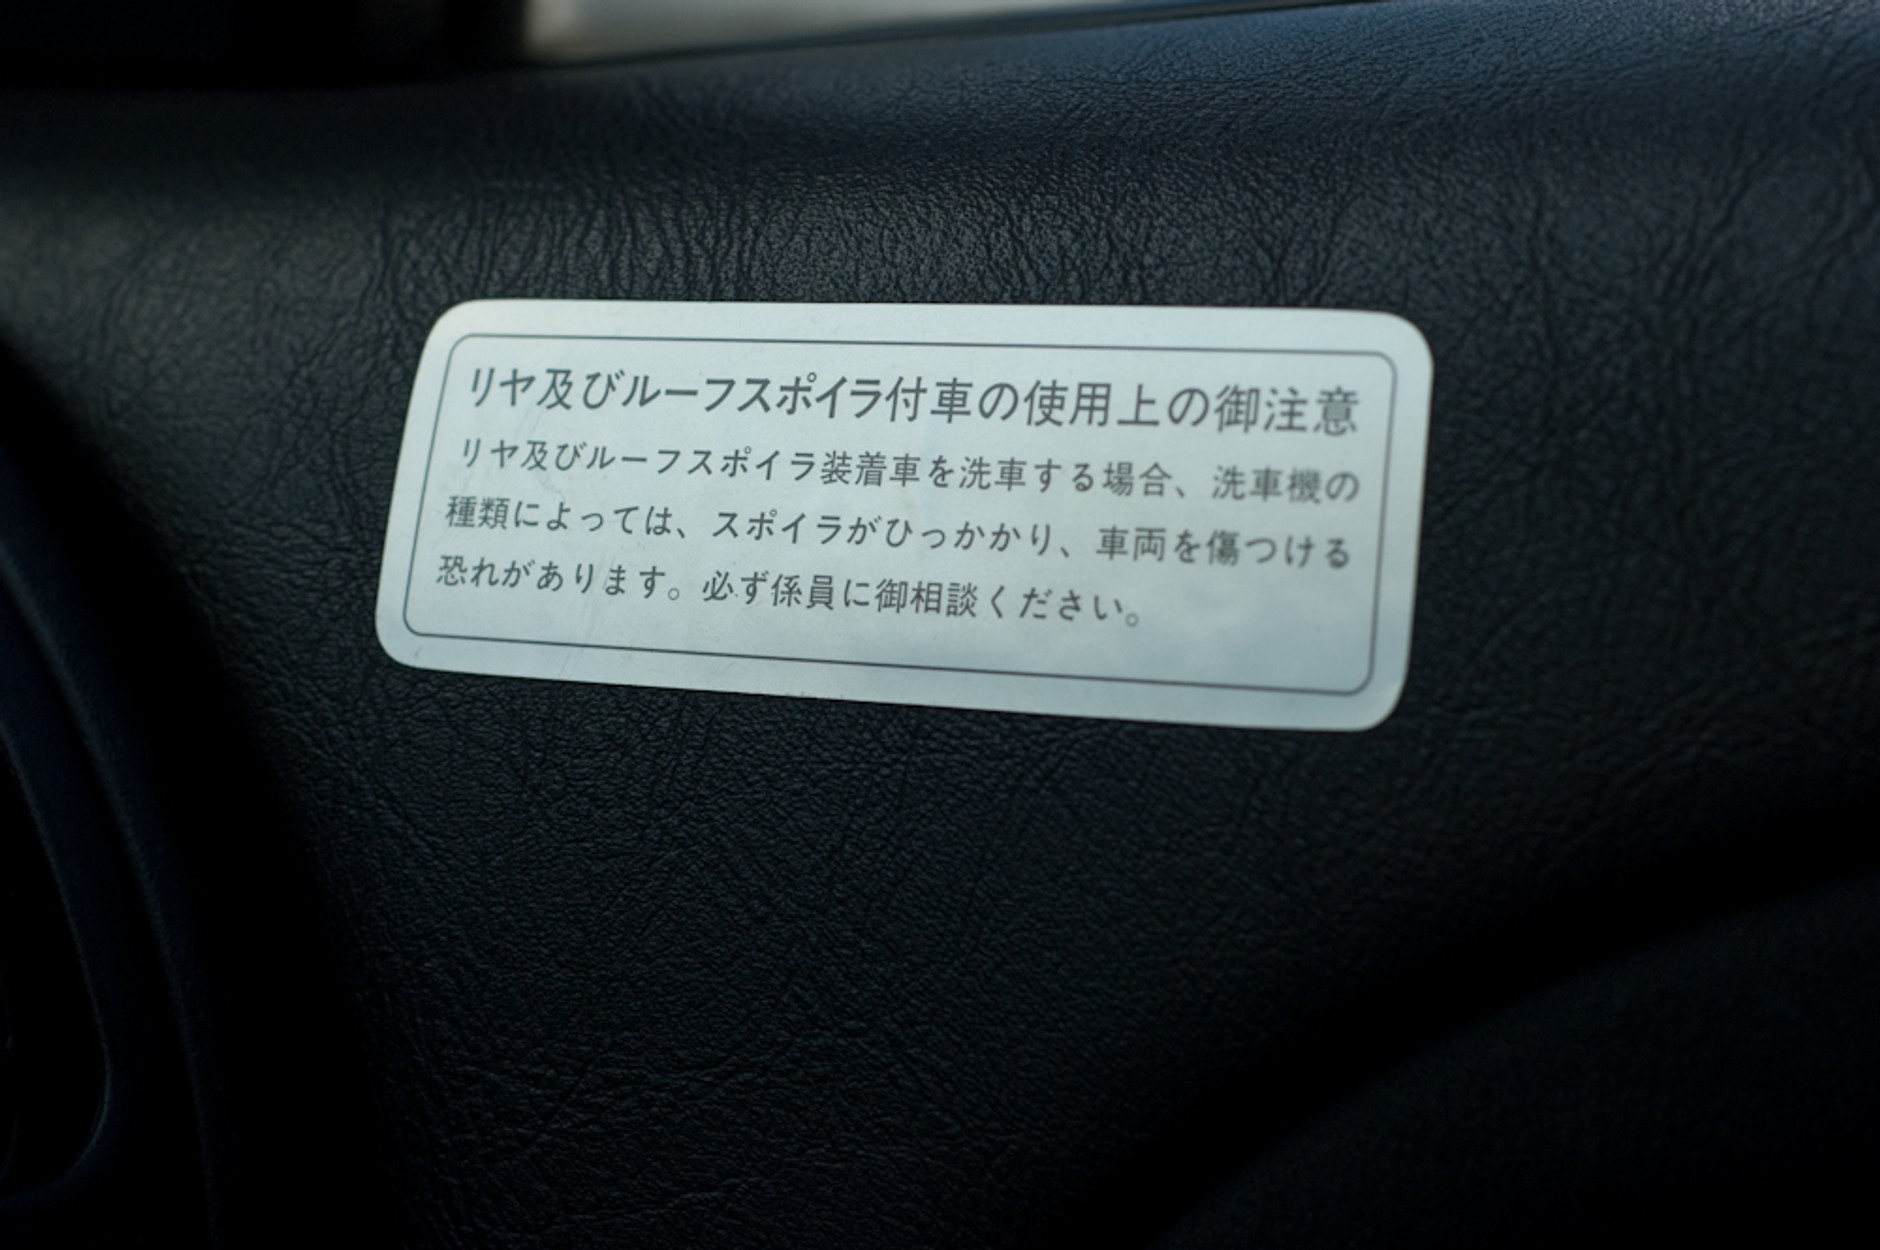 リヤ及びルーフスポイラ付車の使用上の御注意
リヤ及びルーフスポイラ装着車を洗車する場合、洗車機の
種類によっては、スポイラがひっかかり、車両を傷つける
恐れがあります。必ず係員に御相談ください。